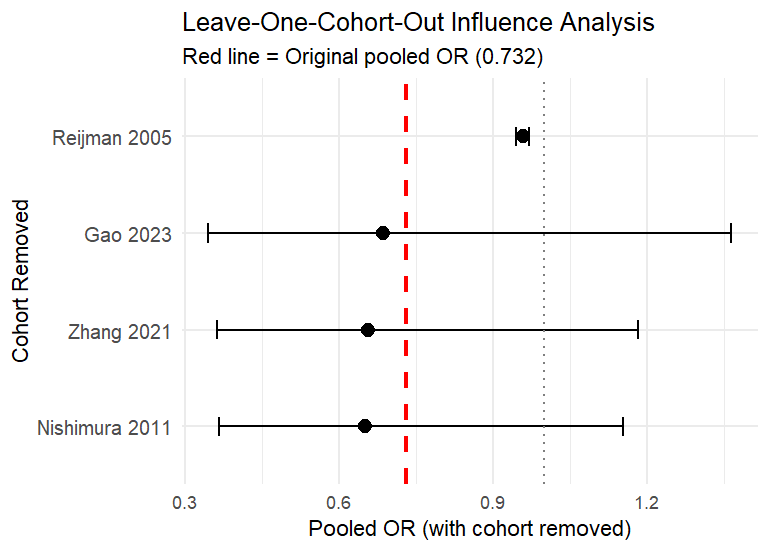 Leave-One-Cohort-Out Influence Analysis
Red line = Original pooled OR (0.732)
Cohort Removed
Reijman 2005
Gao 2023
Zhang 2021
Nishimura 2011
0.3 0.6 0.9 1.2
Pooled OR (with cohort removed)